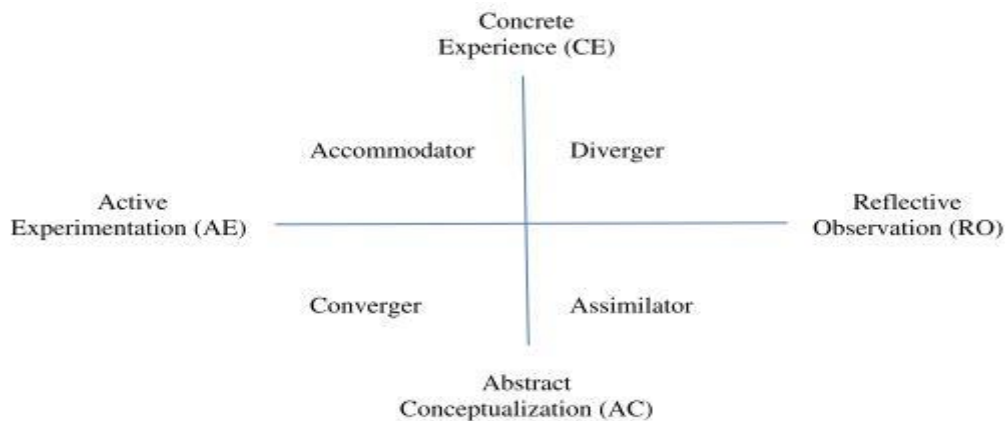 Concrete
Experience (CE)
Accommodator
Diverger
Active
Experimentation (AE)
Reflective
Observation (RO)
Converger
Assimilator
Abstract
Conceptualization (AC)